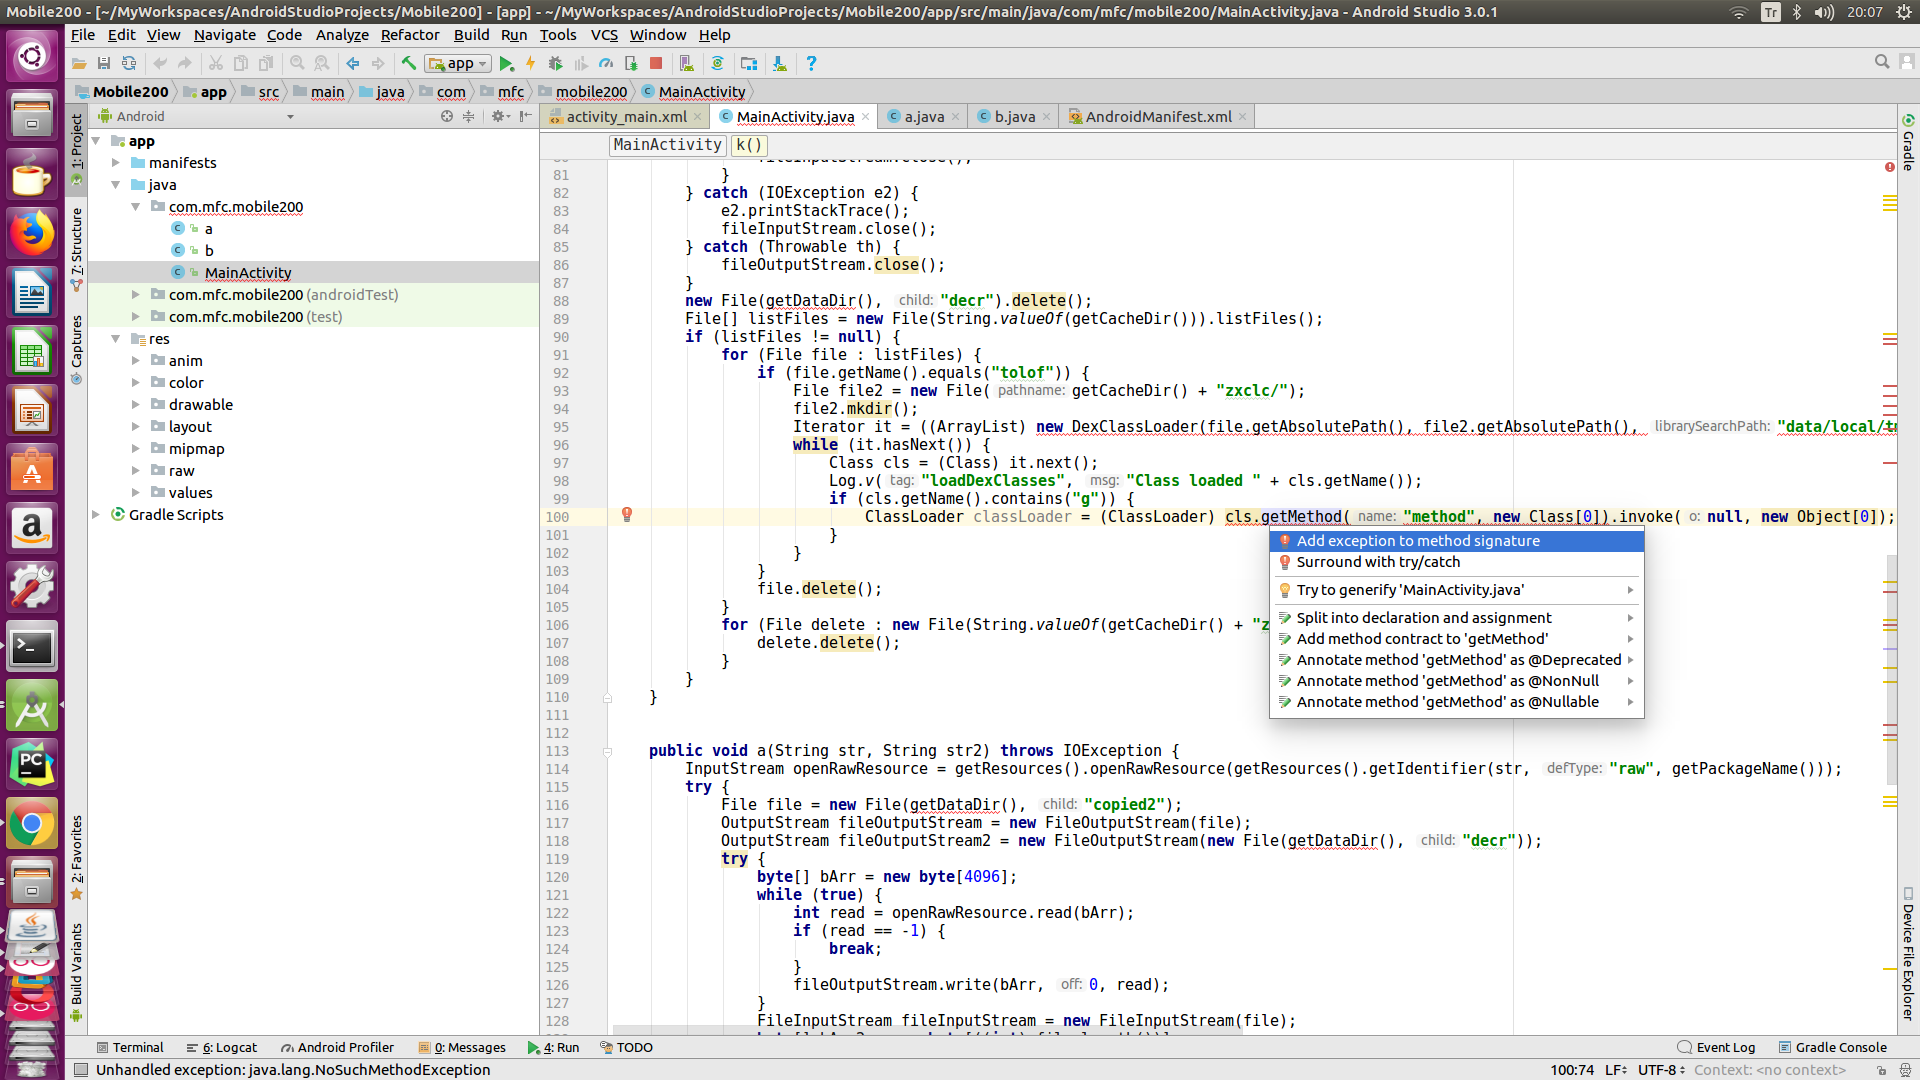 Mobile200 - [~/MyWorkspaces/AndroidStudioProjects/Mobile200] - [app] - ~/MyWorkspaces/AndroidStudioProjects/Mobile200/app/src/main/java/com/mfc/mobile200/MainActivity.java - Android Studio 3.0.1
Tr
20:07
File Edit View Navigate Code Analyze Refactor Build Run Tools VCS Window Help
app
Mobile200 app src main java com mfc mobile200 MainActivity
Android
activity_main.xml MainActivity.java a.java b.java AndroidManifest.xml
MainActivity k()
1: Project
7: Structure
Captures
2: Favorites
Build Variants
Gradle
Device File Explorer
app
manifests
java
com.mfc.mobile200
a
b
MainActivity
com.mfc.mobile200 (androidTest)
com.mfc.mobile200 (test)
res
anim
color
drawable
layout
mipmap
raw
values
Gradle Scripts
81 }
82 } catch (IOException e2) {
83 e2.printStackTrace();
84 fileInputStream.close();
85 } catch (Throwable th) {
86 fileOutputStream.close();
87 }
88 new File(getDataDir(), child: "decr").delete();
89 File[] listFiles = new File(String.valueOf(getCacheDir())).listFiles();
90 if (listFiles != null) {
91 for (File file : listFiles) {
92 if (file.getName().equals("tolof")) {
93 File file2 = new File( pathname: getCacheDir() + "zxclc/");
94 file2.mkdir();
95 Iterator it = ((ArrayList) new DexClassLoader(file.getAbsolutePath(), file2.getAbsolutePath(), librarySearchPath: "data/local/tm
96 while (it.hasNext()) {
97 Class cls = (Class) it.next();
98 Log.v( tag: "loadDexClasses", msg: "Class loaded " + cls.getName());
99 if (cls.getName().contains("g")) {
100 ClassLoader classLoader = (ClassLoader) cls.getMethod( name: "method", new Class[0]).invoke( o: null, new Object[0]);
101 }
102 }
103 }
104 file.delete();
105 }
106 for (File delete : new File(String.valueOf(getCacheDir() + "z
107 delete.delete();
108 }
109 }
110 }
111
112
113 public void a(String str, String str2) throws IOException {
114 InputStream openRawResource = getResources().openRawResource(getResources().getIdentifier(str, defType: "raw", getPackageName()));
115 try {
116 File file = new File(getDataDir(), child: "copied2");
117 OutputStream fileOutputStream = new FileOutputStream(file);
118 OutputStream fileOutputStream2 = new FileOutputStream(new File(getDataDir(), child: "decr"));
119 try {
120 byte[] bArr = new byte[4096];
121 while (true) {
122 int read = openRawResource.read(bArr);
123 if (read == -1) {
124 break;
125 }
126 fileOutputStream.write(bArr, off: 0, read);
127 }
128 FileInputStream fileInputStream = new FileInputStream(file);
Add exception to method signature
Surround with try/catch
Try to generify 'MainActivity.java'
Split into declaration and assignment
Add method contract to 'getMethod'
Annotate method 'getMethod' as @Deprecated
Annotate method 'getMethod' as @NonNull
Annotate method 'getMethod' as @Nullable
Terminal 6: Logcat Android Profiler 0: Messages 4: Run TODO Event Log Gradle Console
Unhandled exception: java.lang.NoSuchMethodException
100:74 LF UTF-8 Context: <no context>